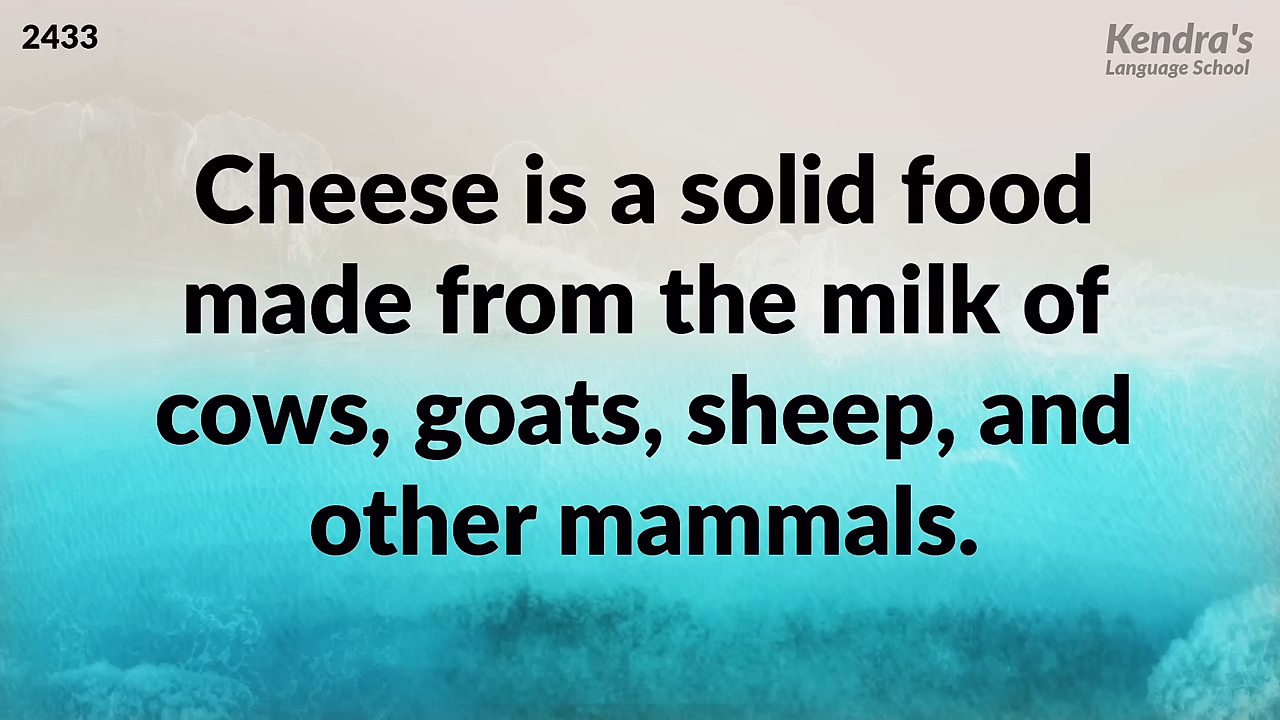 2433
Kendra's
Language School
Cheese is a solid food
made from the milk of
cows, goats, sheep, and
other mammals.